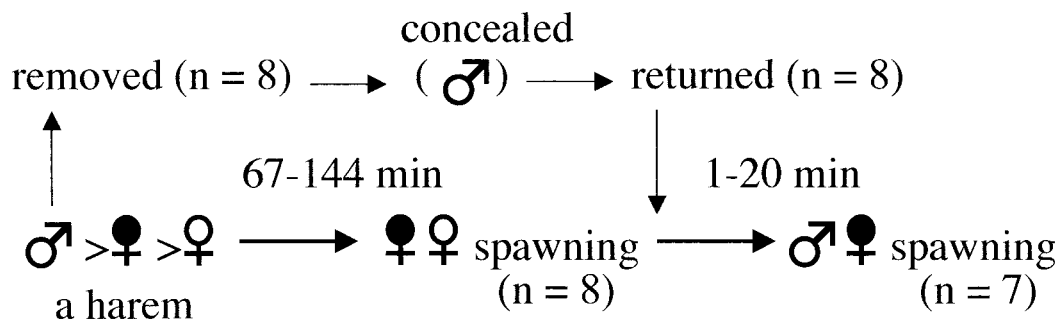 concealed
removed (n = 8) (♂) returned (n = 8)
67-144 min 1-20 min
♂ > ♀ > ♀ ♀ ♀ spawning ♂ ♀ spawning
a harem (n = 8) (n = 7)